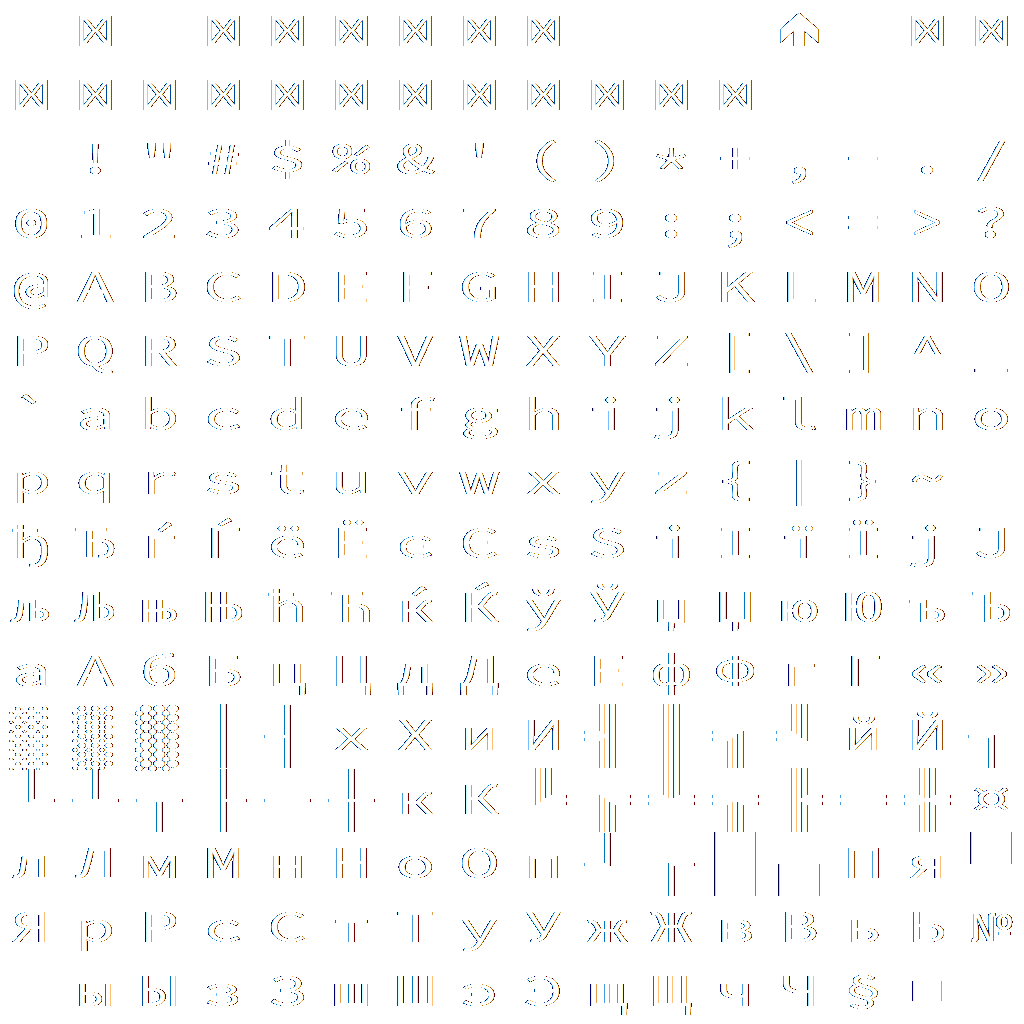 ! " # $ % & ' ( ) * + , - . /
0 1 2 3 4 5 6 7 8 9 : ; < = > ?
@ A B C D E F G H I J K L M N O
P Q R S T U V W X Y Z [ \ ] ^ _
` a b c d e f g h i j k l m n o
p q r s t u v w x y z { | } ~
ђ Ђ ѓ Ѓ ё Ё є Є ѕ Ѕ і І ї Ї ј Ј
љ Љ њ Њ ћ Ћ ќ Ќ ў Ў џ Џ ю Ю ъ Ъ
а А б Б ц Ц д Д е Е ф Ф г Г « »
░ ▒ ▓ │ ┤ х Х и И ╣ ║ ╗ ╝ й Й ┐
└ ┴ ┬ ├ ─ ┼ к К ╚ ╔ ╩ ╦ ╠ ═ ╬ ¤
л Л м М н Н о О п ┘ ┌ █ ▄ П я ▀
Я р Р с С т Т у У ж Ж в В ь Ь №
ы Ы з З ш Ш э Э щ Щ ч Ч § ■